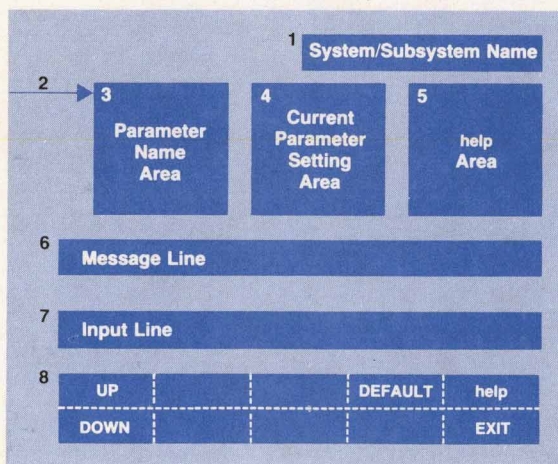 1 System/Subsystem Name
2
3 Parameter Name Area
4 Current Parameter Setting Area
5 help Area
6 Message Line
7 Input Line
8 UP DEFAULT help
DOWN EXIT